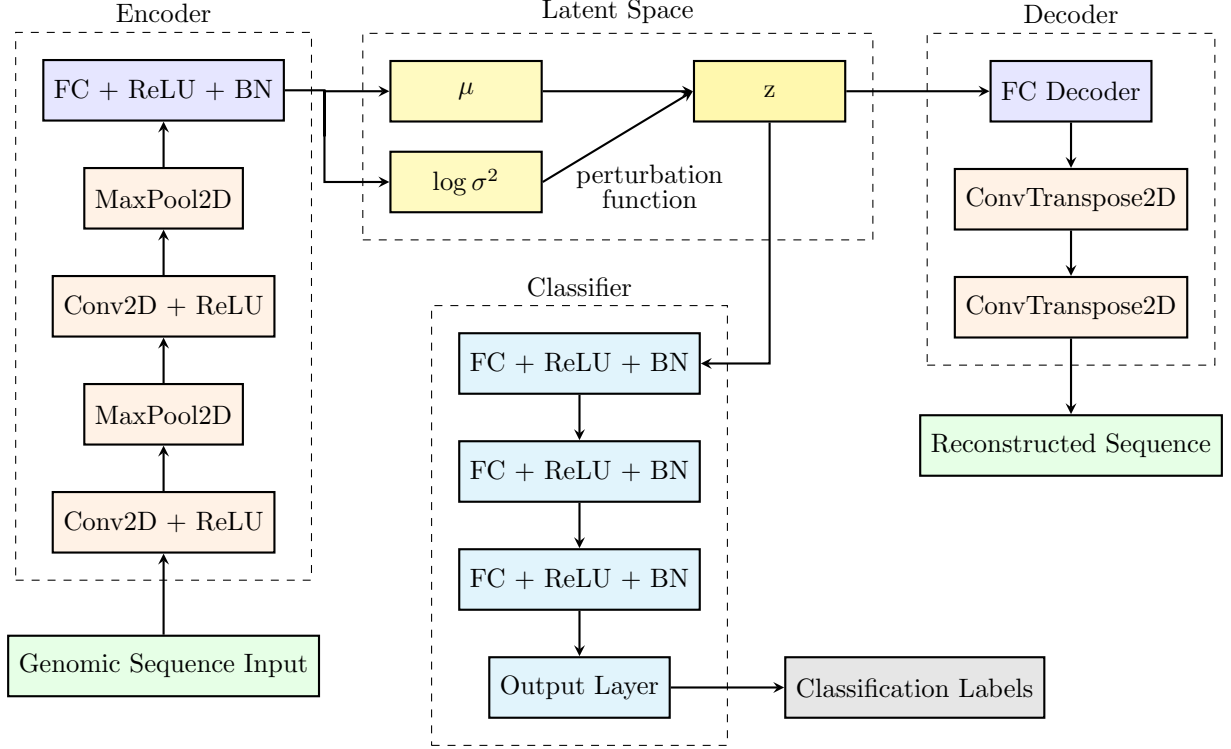 Encoder
FC + ReLU + BN
MaxPool2D
Conv2D + ReLU
MaxPool2D
Conv2D + ReLU
Genomic Sequence Input
Latent Space
μ
log σ²
z
perturbation
function
Classifier
FC + ReLU + BN
FC + ReLU + BN
FC + ReLU + BN
Output Layer
Classification Labels
Decoder
FC Decoder
ConvTranspose2D
ConvTranspose2D
Reconstructed Sequence